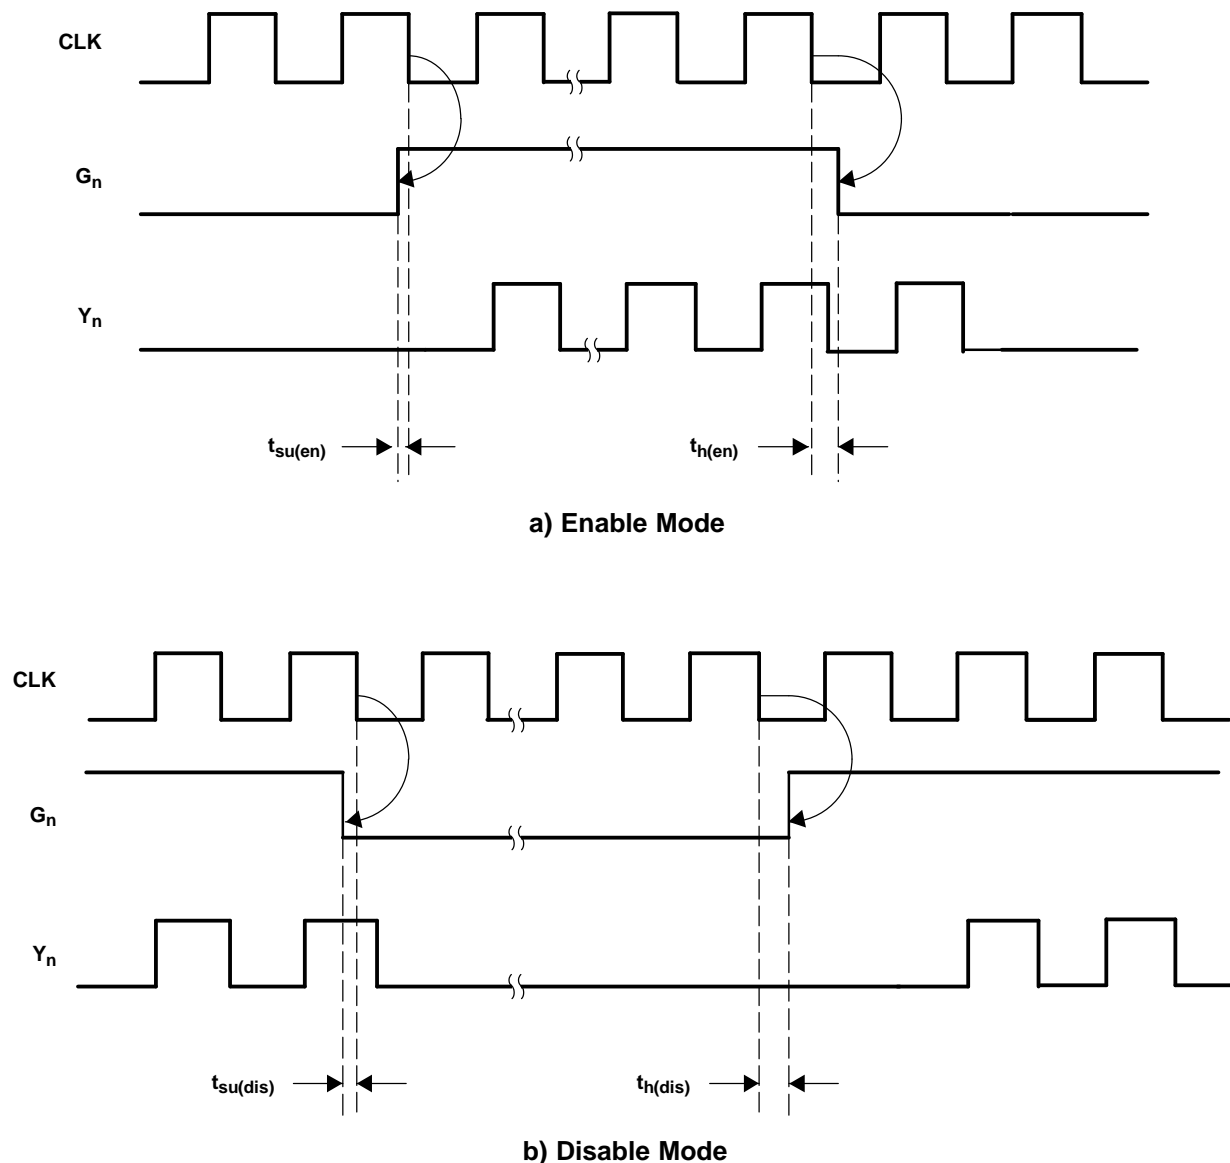 CLK
Gn
Yn
tsu(en)
th(en)
a) Enable Mode
CLK
Gn
Yn
tsu(dis)
th(dis)
b) Disable Mode